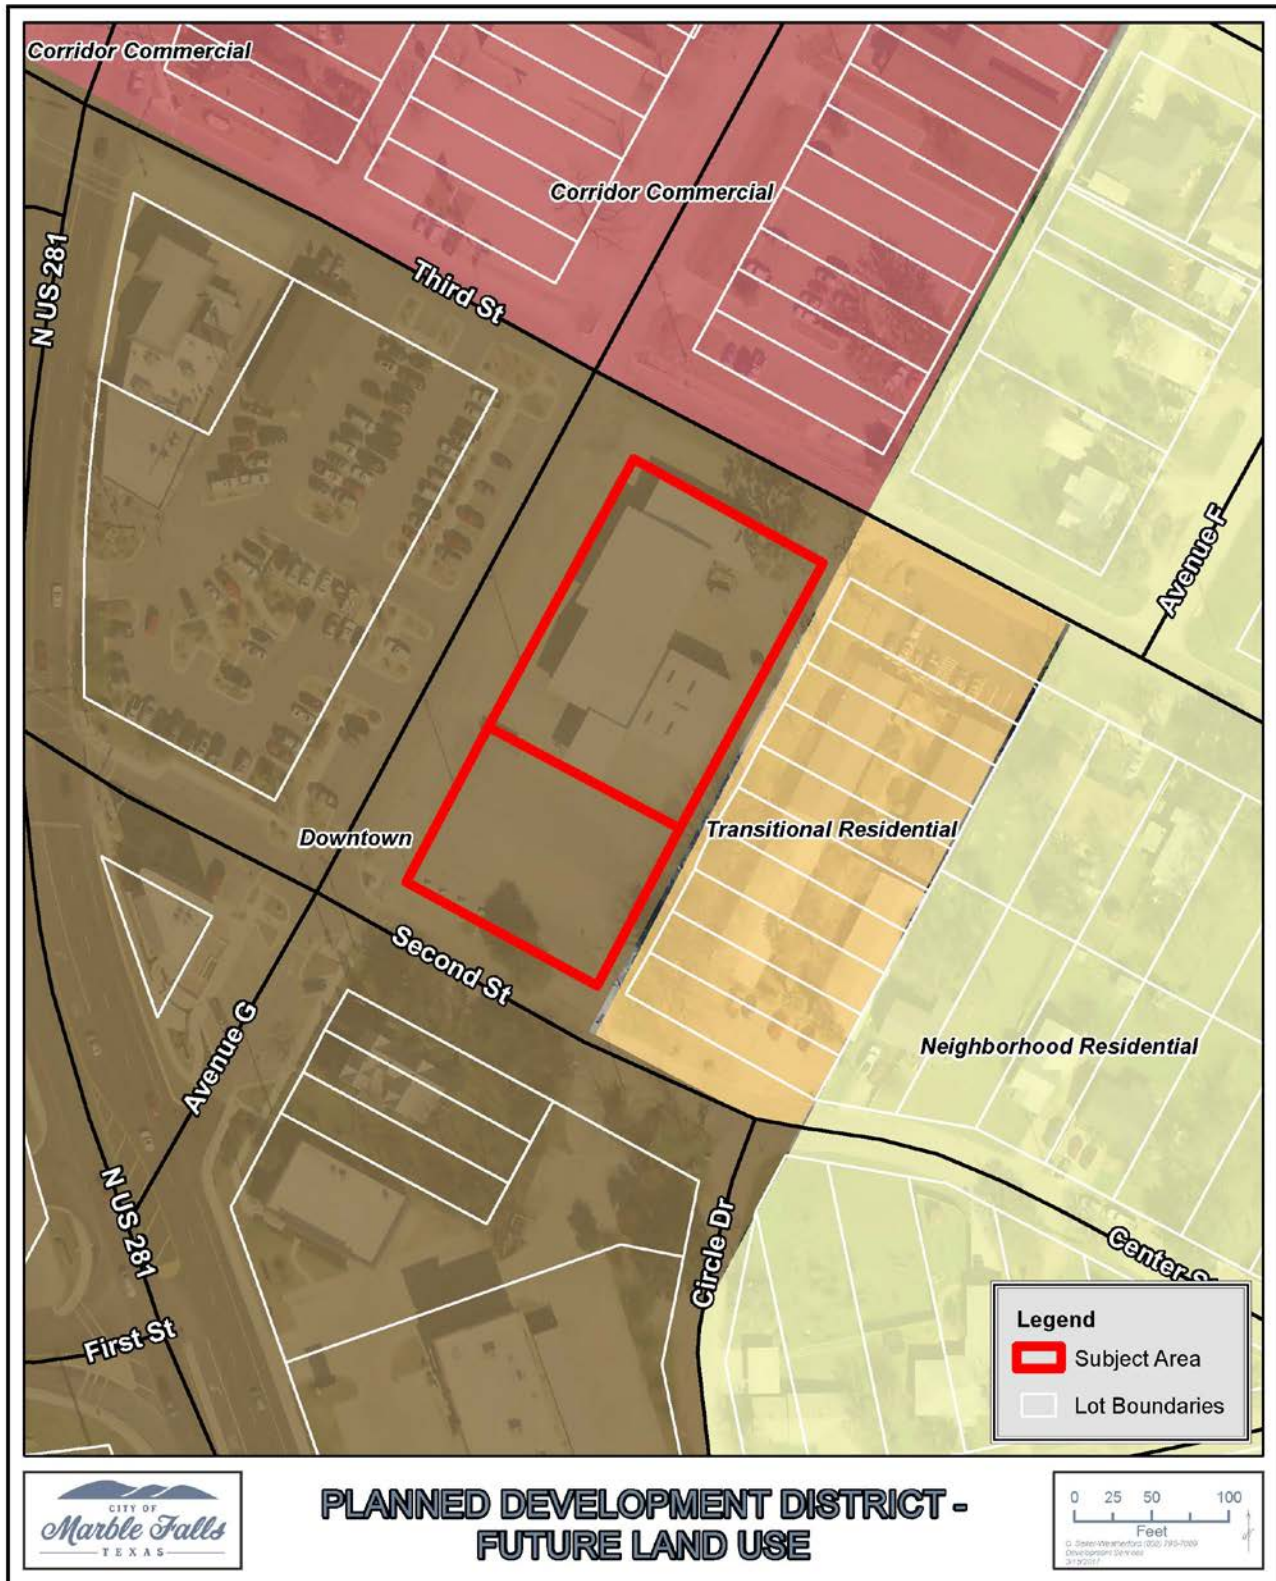 Corridor Commercial
Corridor Commercial
N US 281
Third St
Avenue F
Downtown
Transitional Residential
Second St
Avenue G
Neighborhood Residential
N US 281
Circle Dr
Center St
First St
Legend
Subject Area
Lot Boundaries
CITY OF
Marble Falls
TEXAS
PLANNED DEVELOPMENT DISTRICT -
FUTURE LAND USE
0 25 50 100
Feet
Development Services